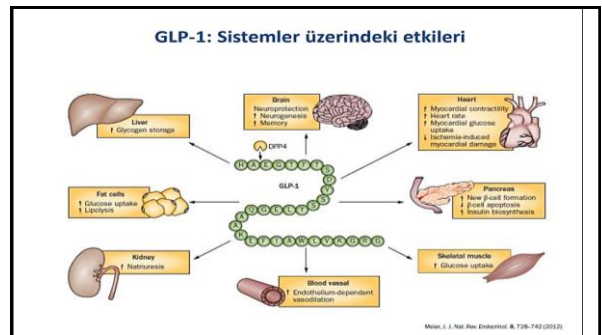 GLP-1: Sistemler üzerindeki etkileri
Liver
↑ Glycogen storage
Brain
Neuroprotection
↑ Neurogenesis
↑ Memory
Heart
↑ Myocardial contractility
↑ Heart rate
↑ Myocardial glucose
uptake
↓ Ischemia-induced
myocardial damage
DPP4
H A E G T F T S D V S S Y L E G Q A A K E F I A W L V K G R G
GLP-1
Fat cells
↑ Glucose uptake
↑ Lipolysis
Pancreas
↑ New β-cell formation
↓ β-cell apoptosis
↑ Insulin biosynthesis
Kidney
↑ Natriuresis
Blood vessel
↑ Endothelium-dependent
vasodilation
Skeletal muscle
↑ Glucose uptake
Meier, J. J. Nat. Rev. Endocrinol. 8, 728–742 (2012)